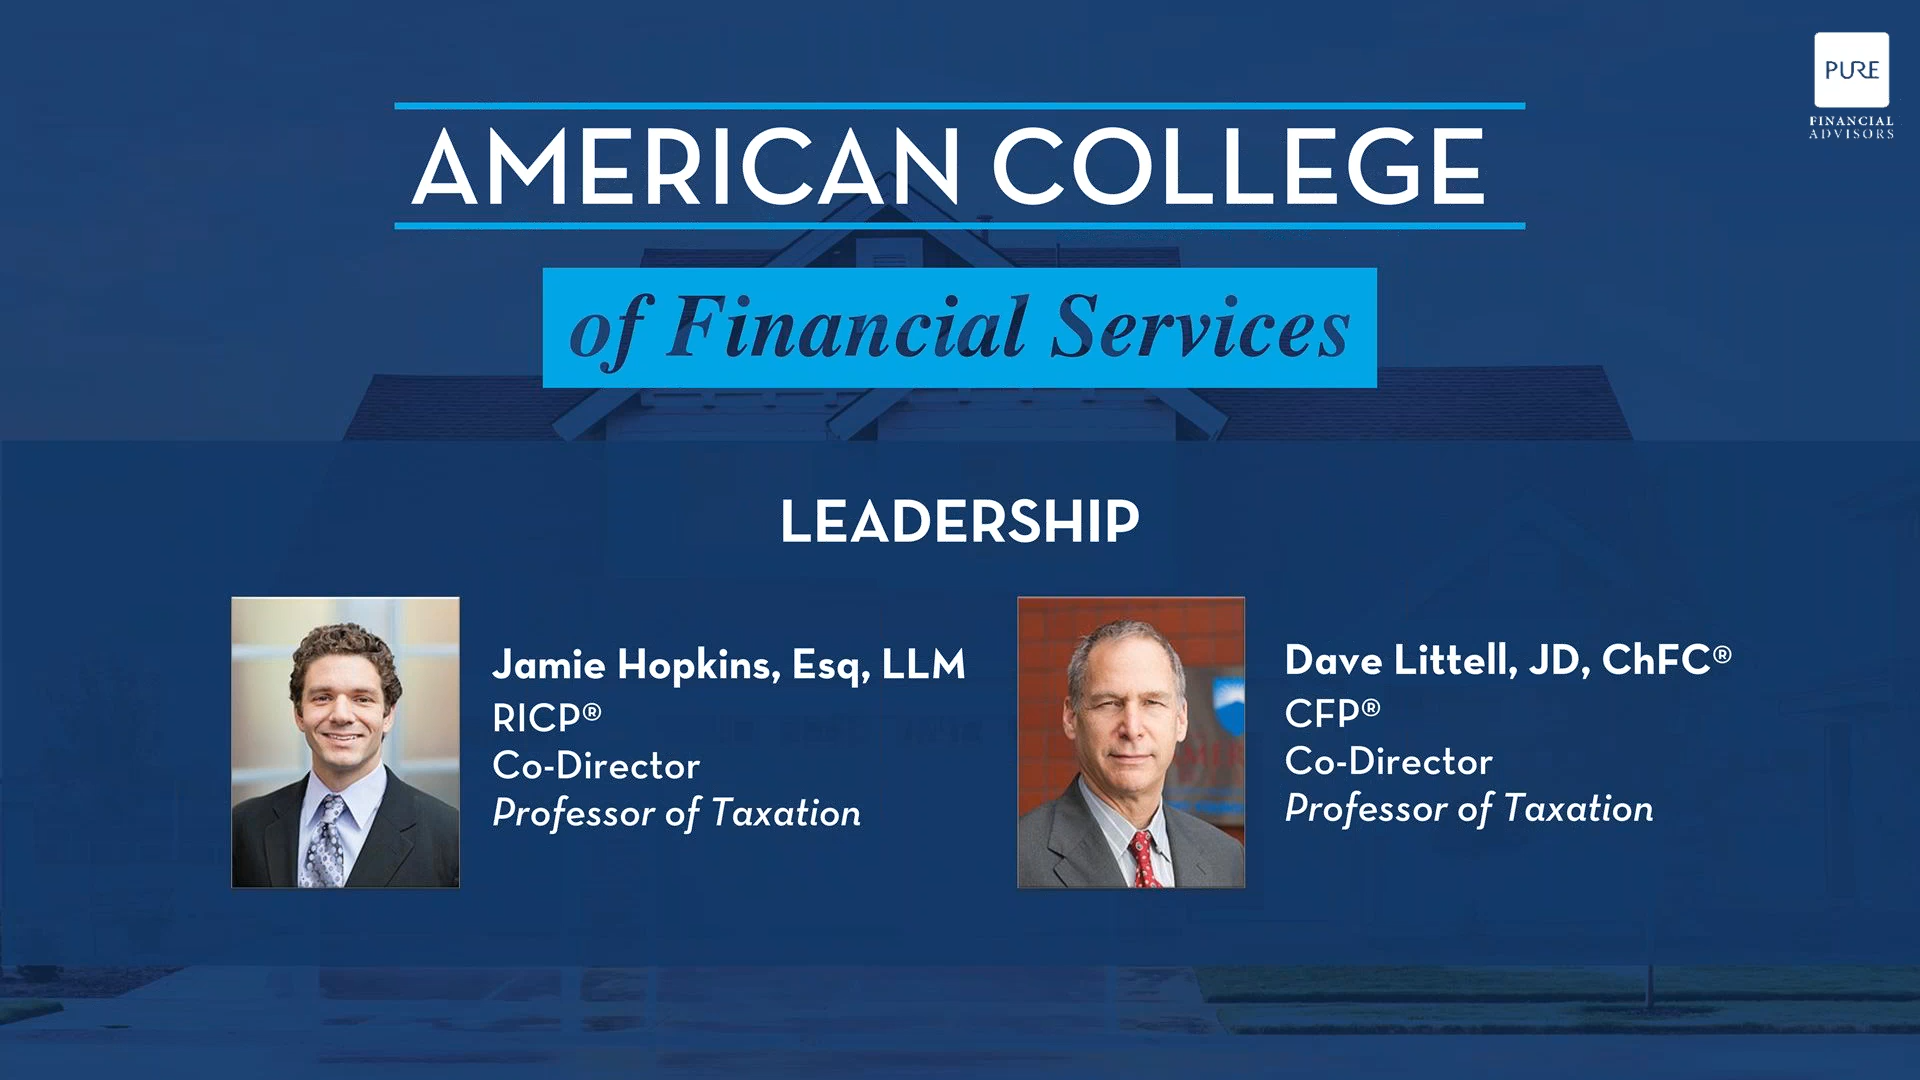 PURE
FINANCIAL
ADVISORS
AMERICAN COLLEGE
of Financial Services
LEADERSHIP
Jamie Hopkins, Esq, LLM
RICP®
Co-Director
Professor of Taxation
Dave Littell, JD, ChFC®
CFP®
Co-Director
Professor of Taxation